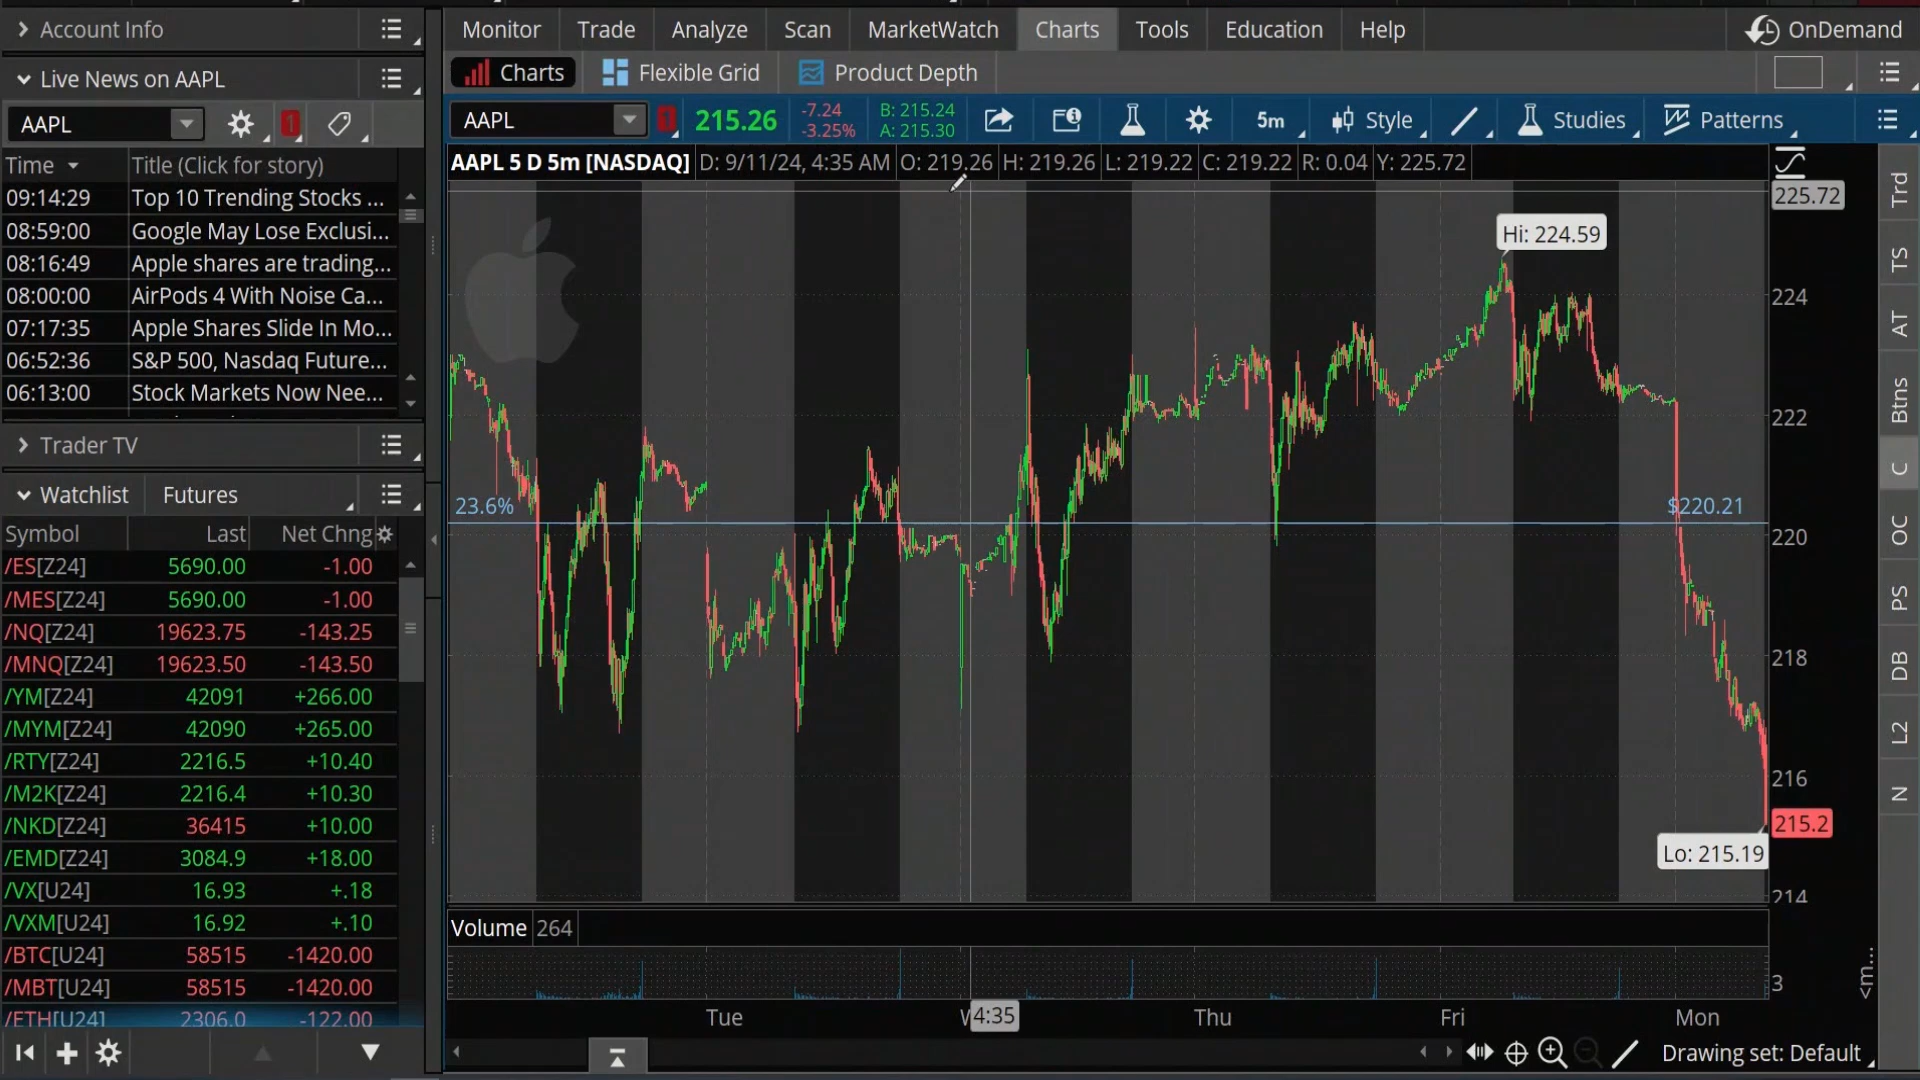 Account Info
Monitor Trade Analyze Scan MarketWatch Charts Tools Education Help OnDemand
Live News on AAPL
Charts Flexible Grid Product Depth
AAPL 1
AAPL 1 215.26 -7.24 -3.25% B: 215.24 A: 215.30 5m Style Studies Patterns
Time Title (Click for story)
AAPL 5 D 5m [NASDAQ] D: 9/11/24, 4:35 AM O: 219.26 H: 219.26 L: 219.22 C: 219.22 R: 0.04 Y: 225.72
09:14:29 Top 10 Trending Stocks ...
08:59:00 Google May Lose Exclusi...
08:16:49 Apple shares are trading...
08:00:00 AirPods 4 With Noise Ca...
07:17:35 Apple Shares Slide In Mo...
06:52:36 S&P 500, Nasdaq Future...
06:13:00 Stock Markets Now Nee...
Trader TV
Watchlist Futures
Symbol Last Net Chng
/ES[Z24] 5690.00 -1.00
/MES[Z24] 5690.00 -1.00
/NQ[Z24] 19623.75 -143.25
/MNQ[Z24] 19623.50 -143.50
/YM[Z24] 42091 +266.00
/MYM[Z24] 42090 +265.00
/RTY[Z24] 2216.5 +10.40
/M2K[Z24] 2216.4 +10.30
/NKD[Z24] 36415 +10.00
/EMD[Z24] 3084.9 +18.00
/VX[U24] 16.93 +.18
/VXM[U24] 16.92 +.10
/BTC[U24] 58515 -1420.00
/MBT[U24] 58515 -1420.00
/ETH[U24] 2306.0 -122.00
225.72
Hi: 224.59
224
222
23.6% $220.21
220
218
216
215.2
Lo: 215.19
214
Volume 264
3
<m...
Tue 4:35 Thu Fri Mon
Drawing set: Default
Trd
TS
AT
Btns
C
OC
PS
DB
L2
N